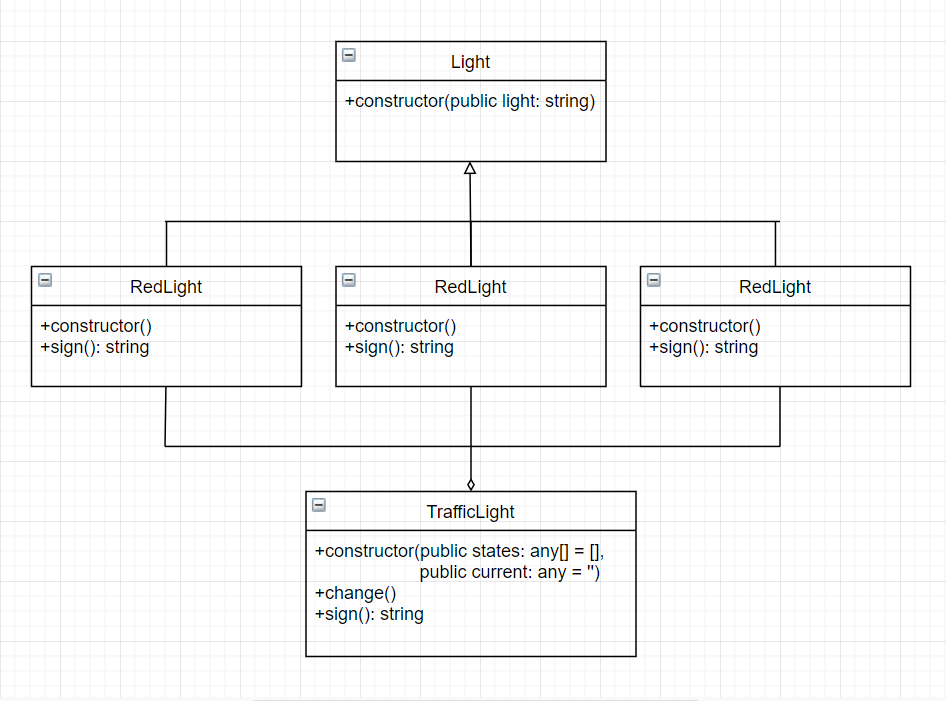 Light
+constructor(public light: string)
RedLight
+constructor()
+sign(): string
RedLight
+constructor()
+sign(): string
RedLight
+constructor()
+sign(): string
TrafficLight
+constructor(public states: any[] = [],
public current: any = '')
+change()
+sign(): string